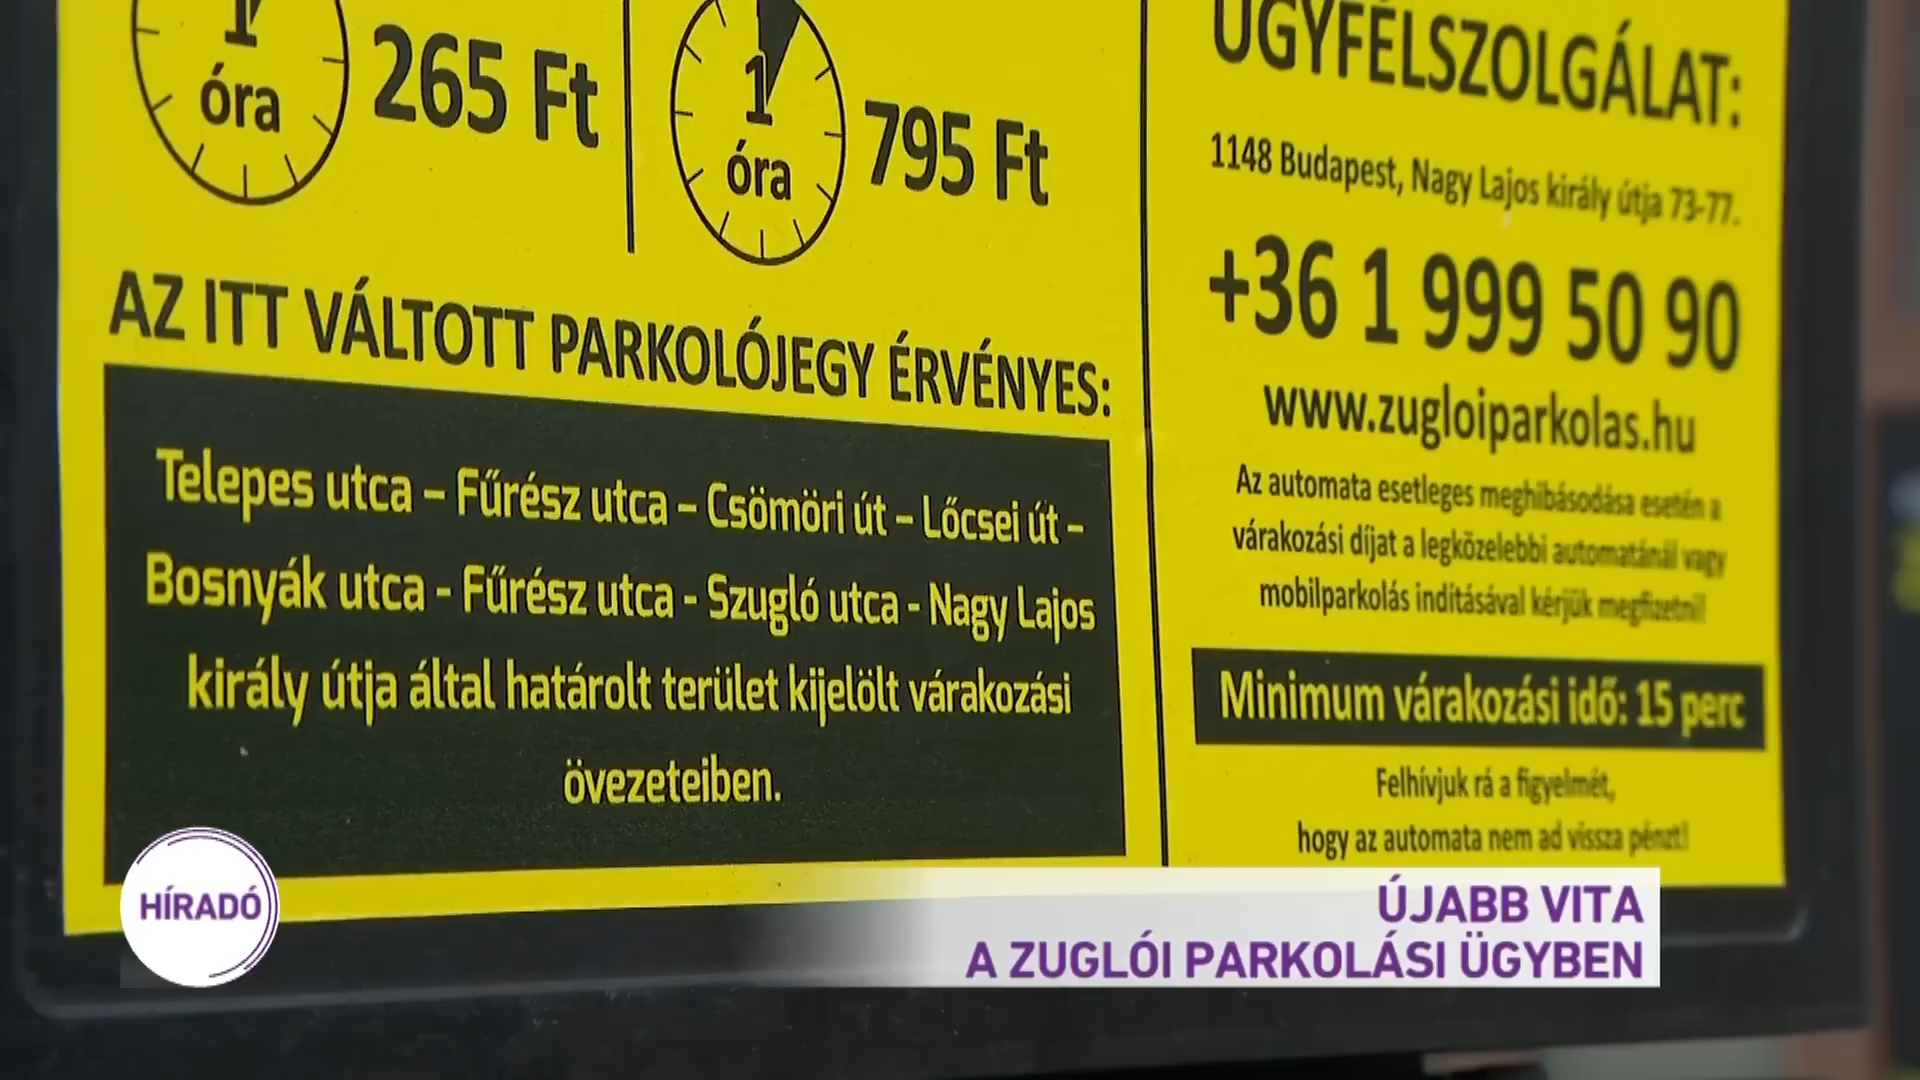 1
óra
265 Ft
1
óra
795 Ft
AZ ITT VÁLTOTT PARKOLÓJEGY ÉRVÉNYES:
Telepes utca – Fűrész utca – Csömöri út – Lőcsei út –
Bosnyák utca - Fűrész utca - Szugló utca - Nagy Lajos
király útja által határolt terület kijelölt várakozási
övezeteiben.
ÜGYFÉLSZOLGÁLAT:
1148 Budapest, Nagy Lajos király útja 73-77.
+36 1 999 50 90
www.zugloiparkolas.hu
Az automata esetleges meghibásodása esetén a
várakozási díjat a legközelebbi automatánál vagy
mobilparkolás indításával kérjük megfizetni!
Minimum várakozási idő: 15 perc
Felhívjuk rá a figyelmét,
hogy az automata nem ad vissza pénzt!
HÍRADÓ
ÚJABB VITA
A ZUGLÓI PARKOLÁSI ÜGYBEN